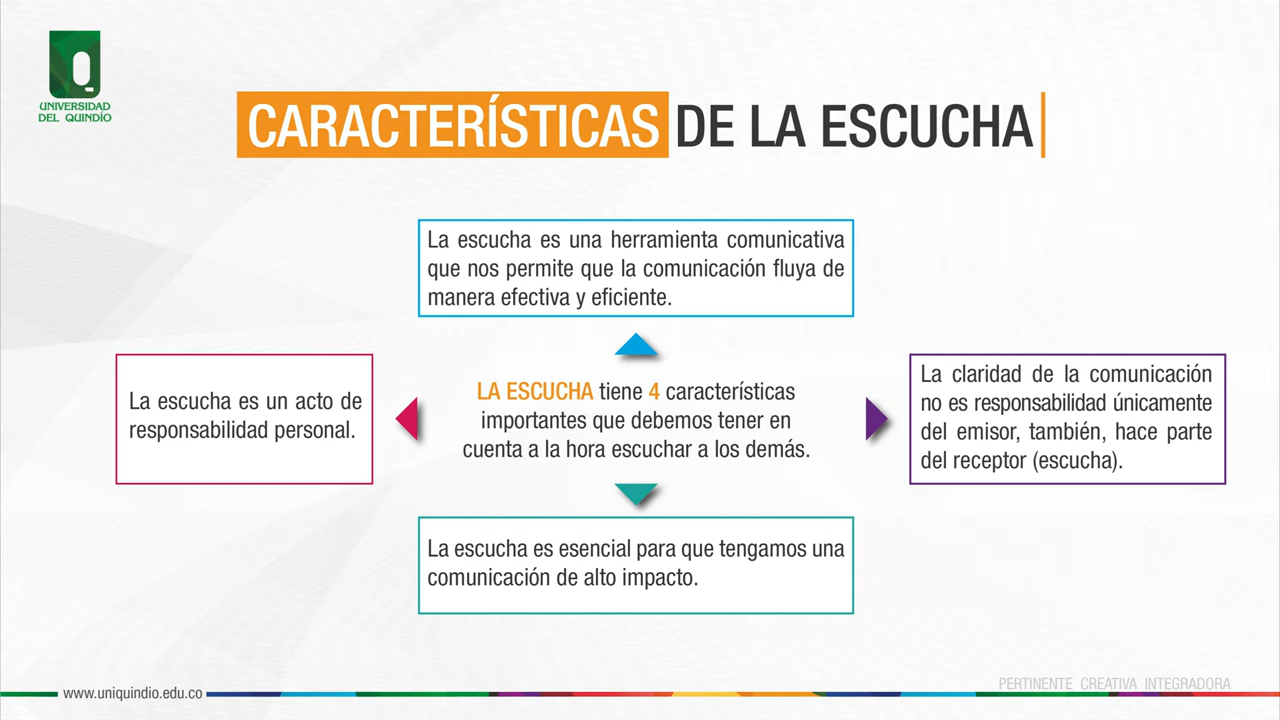 UNIVERSIDAD
DEL QUINDÍO
CARACTERÍSTICAS DE LA ESCUCHA
La escucha es una herramienta comunicativa
que nos permite que la comunicación fluya de
manera efectiva y eficiente.
La escucha es un acto de
responsabilidad personal.
LA ESCUCHA tiene 4 características
importantes que debemos tener en
cuenta a la hora escuchar a los demás.
La claridad de la comunicación
no es responsabilidad únicamente
del emisor, también, hace parte
del receptor (escucha).
La escucha es esencial para que tengamos una
comunicación de alto impacto.
www.uniquindio.edu.co
PERTINENTE CREATIVA INTEGRADORA